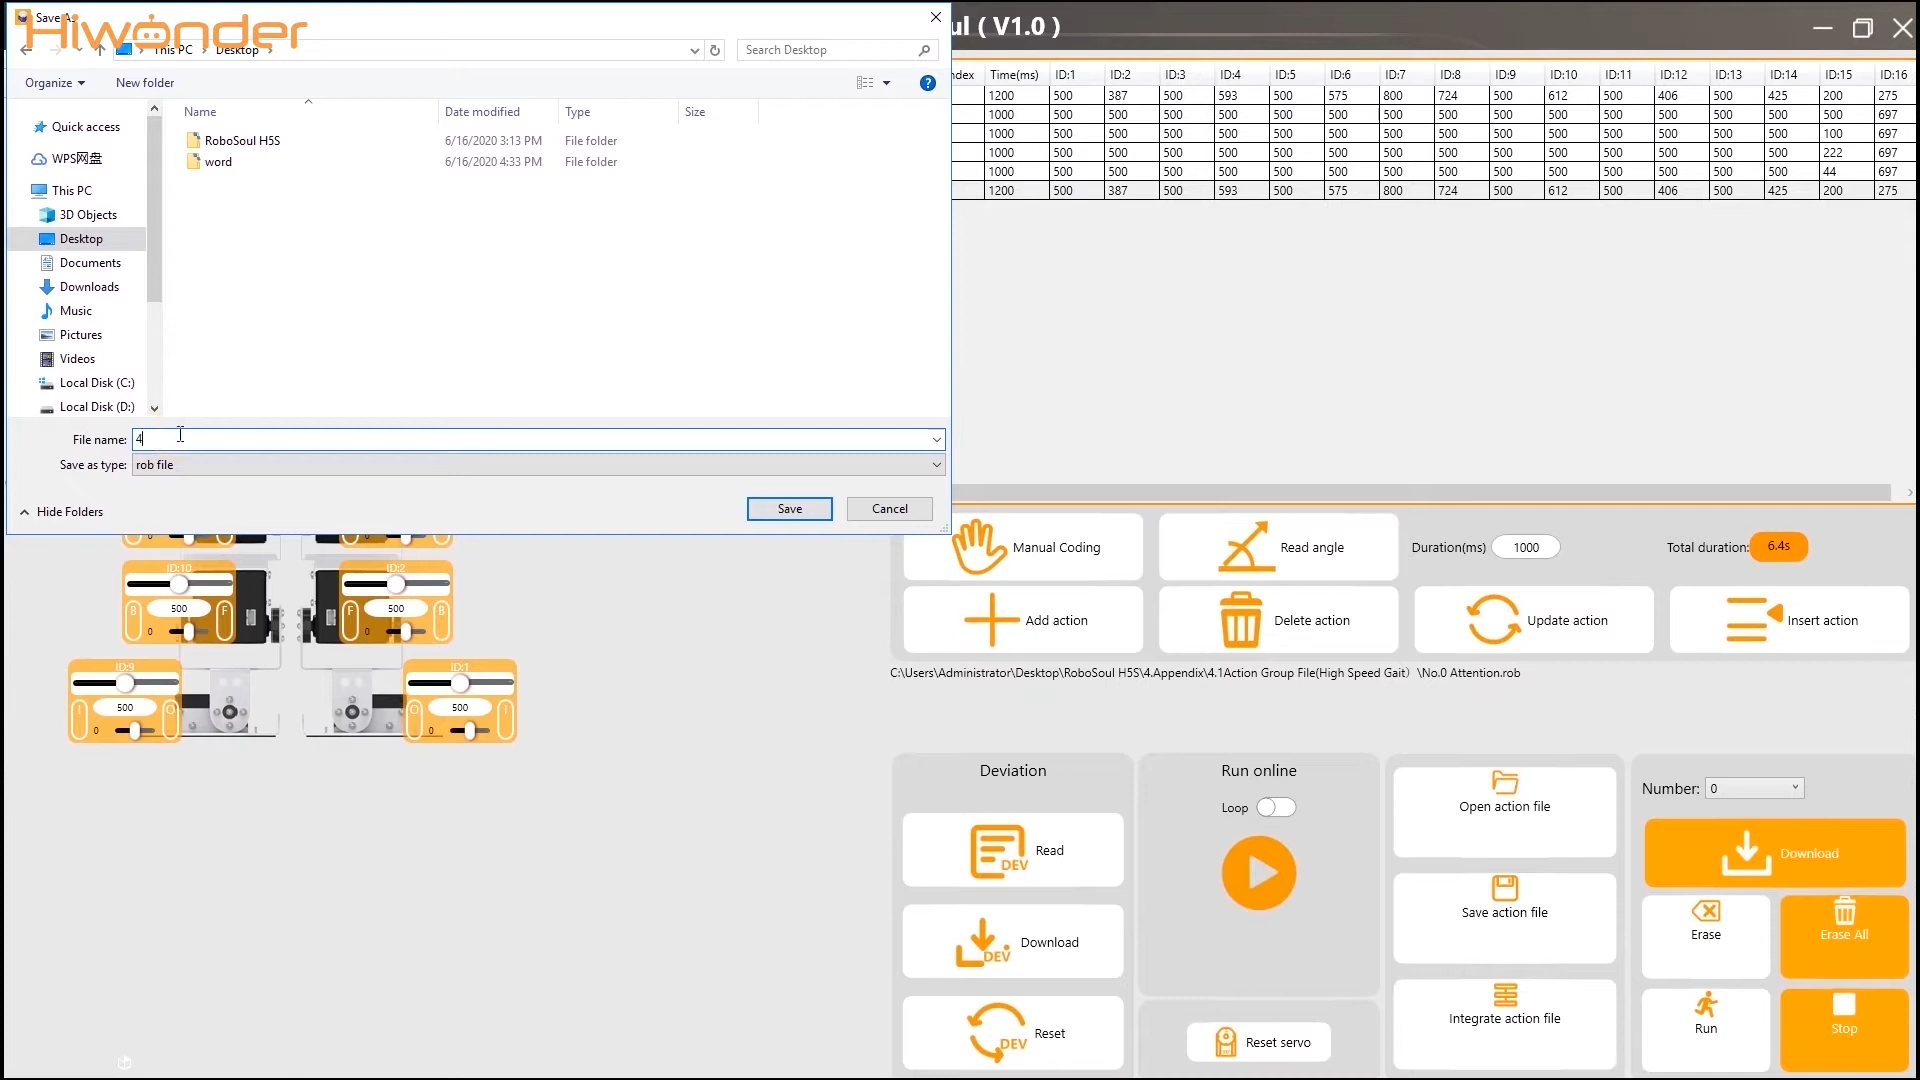 Save As
Hiwonder
This PC Desktop
Search Desktop
ul ( V1.0 )
Organize New folder
Name Date modified Type Size
RoboSoul H5S 6/16/2020 3:13 PM File folder
word 6/16/2020 4:33 PM File folder
Quick access
WPS网盘
This PC
3D Objects
Desktop
Documents
Downloads
Music
Pictures
Videos
Local Disk (C:)
Local Disk (D:)
File name: 4
Save as type: rob file
Hide Folders
Save Cancel
ndex Time(ms) ID:1 ID:2 ID:3 ID:4 ID:5 ID:6 ID:7 ID:8 ID:9 ID:10 ID:11 ID:12 ID:13 ID:14 ID:15 ID:16
1200 500 387 500 593 500 575 800 724 500 612 500 406 500 425 200 275
1000 500 500 500 500 500 500 500 500 500 500 500 500 500 500 500 697
1000 500 500 500 500 500 500 500 500 500 500 500 500 500 500 100 697
1000 500 500 500 500 500 500 500 500 500 500 500 500 500 500 222 697
1000 500 500 500 500 500 500 500 500 500 500 500 500 500 500 44 697
1200 500 387 500 593 500 575 800 724 500 612 500 406 500 425 200 275
ID:10 ID:2
B 500 F F 500 B
0 0
ID:9 ID:1
I 500 O O 500 I
0 0
Manual Coding Read angle Duration(ms) 1000 Total duration: 6.4s
Add action Delete action Update action Insert action
C:\Users\Administrator\Desktop\RoboSoul H5S\4.Appendix\4.1Action Group File(High Speed Gait）\No.0 Attention.rob
Deviation
DEV Read
DEV Download
DEV Reset
Run online
Loop
Reset servo
Open action file
Save action file
Integrate action file
Number: 0
Download
Erase Erase All
Run Stop